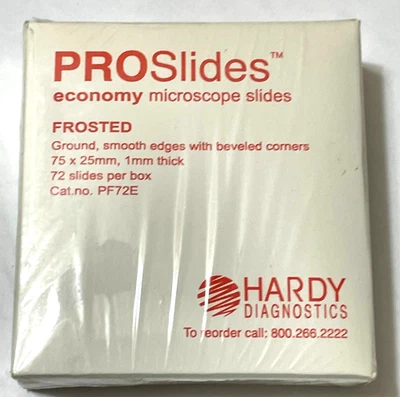 PROSlides™
economy microscope slides
FROSTED
Ground, smooth edges with beveled corners
75 x 25mm, 1mm thick
72 slides per box
Cat.no. PF72E
HARDY
DIAGNOSTICS
To reorder call: 800.266.2222